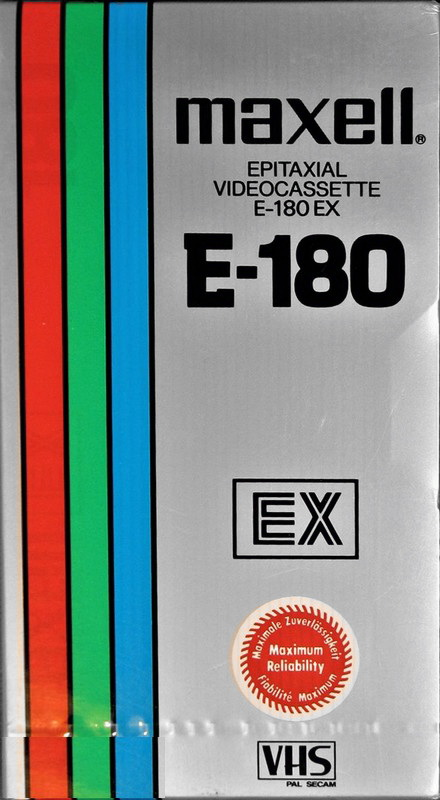 maxell®
EPITAXIAL
VIDEOCASSETTE
E-180 EX
E-180
EX
Maximale Zuverlässigkeit
Maximum
Reliability
Fiabilité Maximum
VHS
PAL SECAM